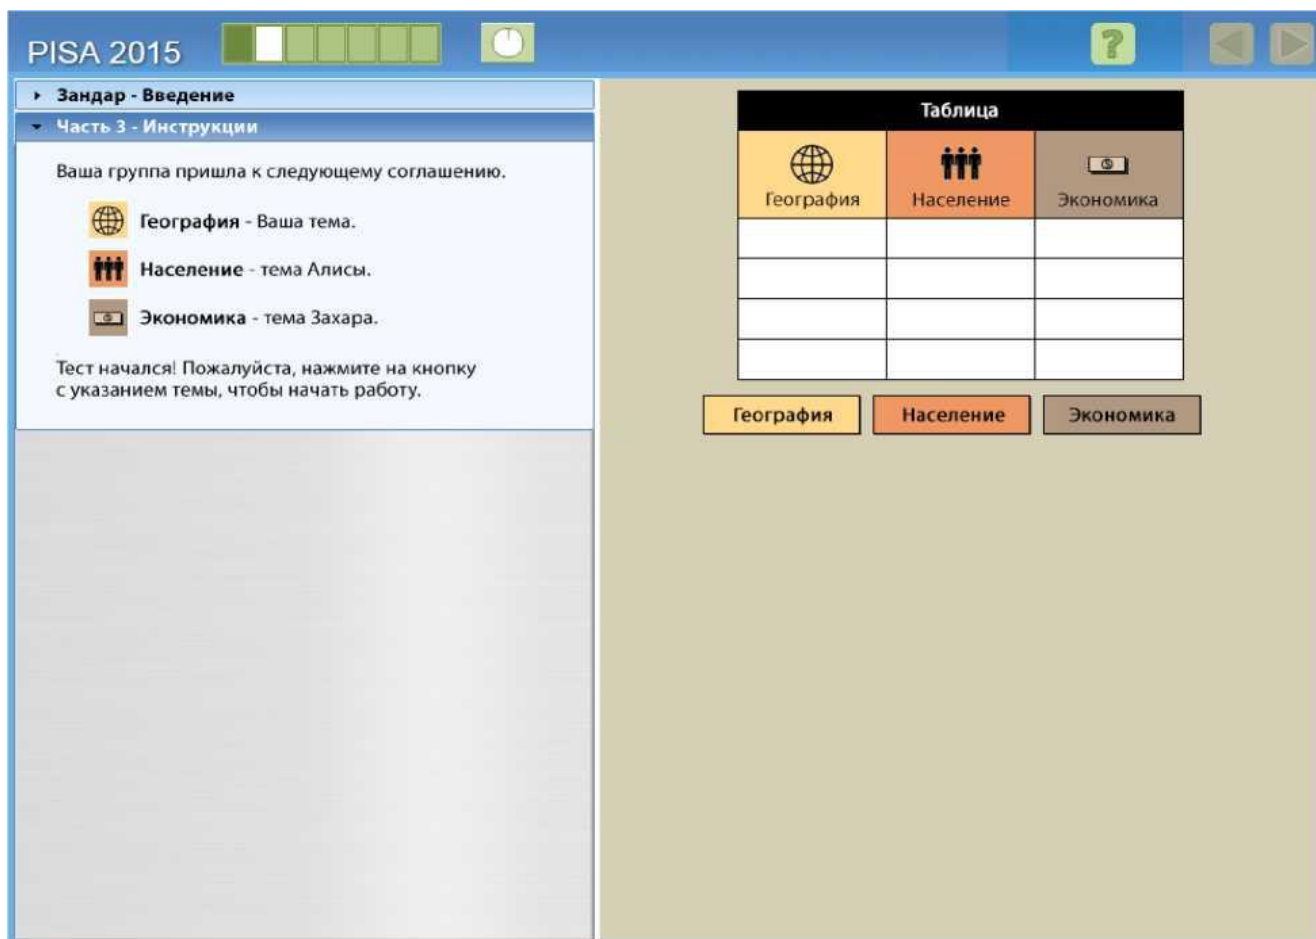 PISA 2015
?
Зандар - Введение
Часть 3 - Инструкции
Ваша группа пришла к следующему соглашению.
География - Ваша тема.
Население - тема Алисы.
Экономика - тема Захара.
Тест начался! Пожалуйста, нажмите на кнопку
с указанием темы, чтобы начать работу.
Таблица
География Население Экономика
География Население Экономика